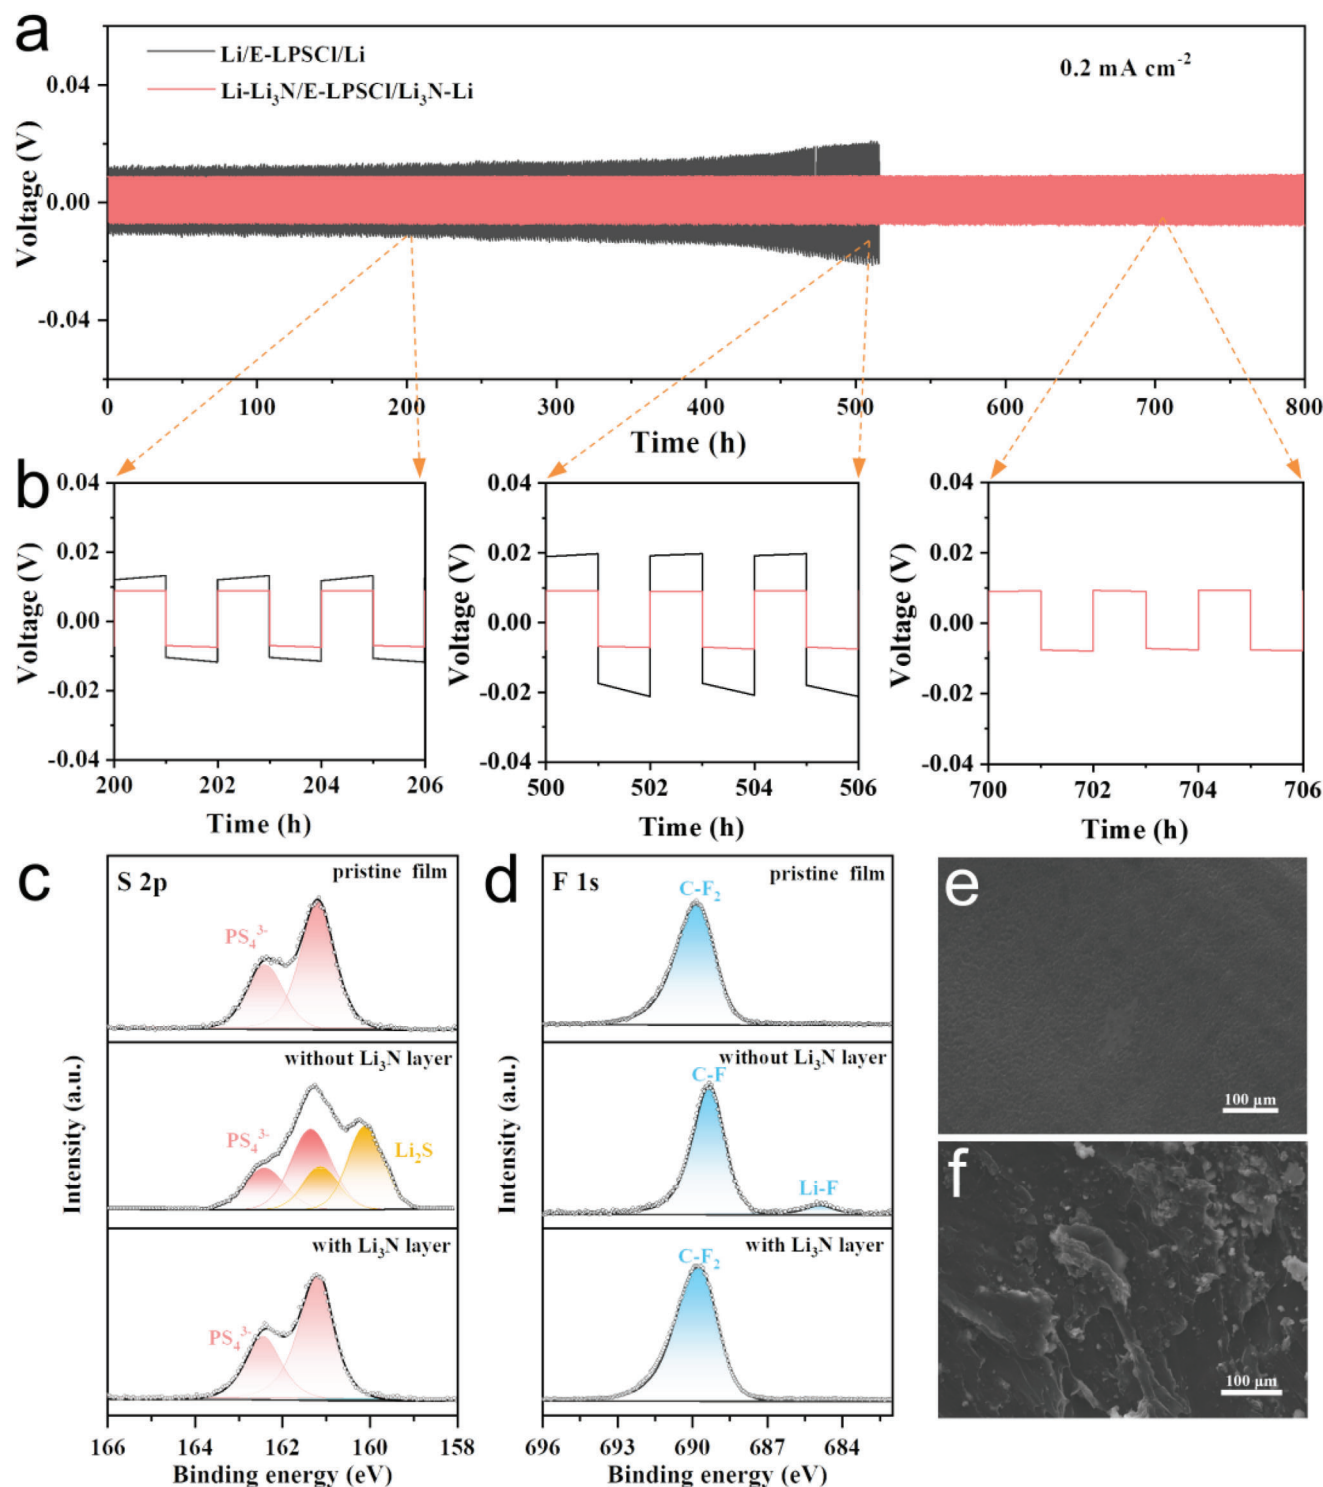 a
Li/E-LPSCl/Li
Li-Li₃N/E-LPSCl/Li₃N-Li
0.2 mA cm⁻²
Voltage (V)
0.04
0.00
-0.04
0 100 200 300 400 500 600 700 800
Time (h)
b
Voltage (V)
0.04
0.02
0.00
-0.02
-0.04
200 202 204 206
Time (h)
Voltage (V)
0.04
0.02
0.00
-0.02
-0.04
500 502 504 506
Time (h)
Voltage (V)
0.04
0.02
0.00
-0.02
-0.04
700 702 704 706
Time (h)
c
S 2p
pristine film
PS₄³⁻
without Li₃N layer
PS₄³⁻
Li₂S
with Li₃N layer
PS₄³⁻
Intensity (a.u.)
166 164 162 160 158
Binding energy (eV)
d
F 1s
pristine film
C-F₂
without Li₃N layer
C-F
Li-F
with Li₃N layer
C-F₂
Intensity (a.u.)
696 693 690 687 684
Binding energy (eV)
e
100 μm
f
100 μm